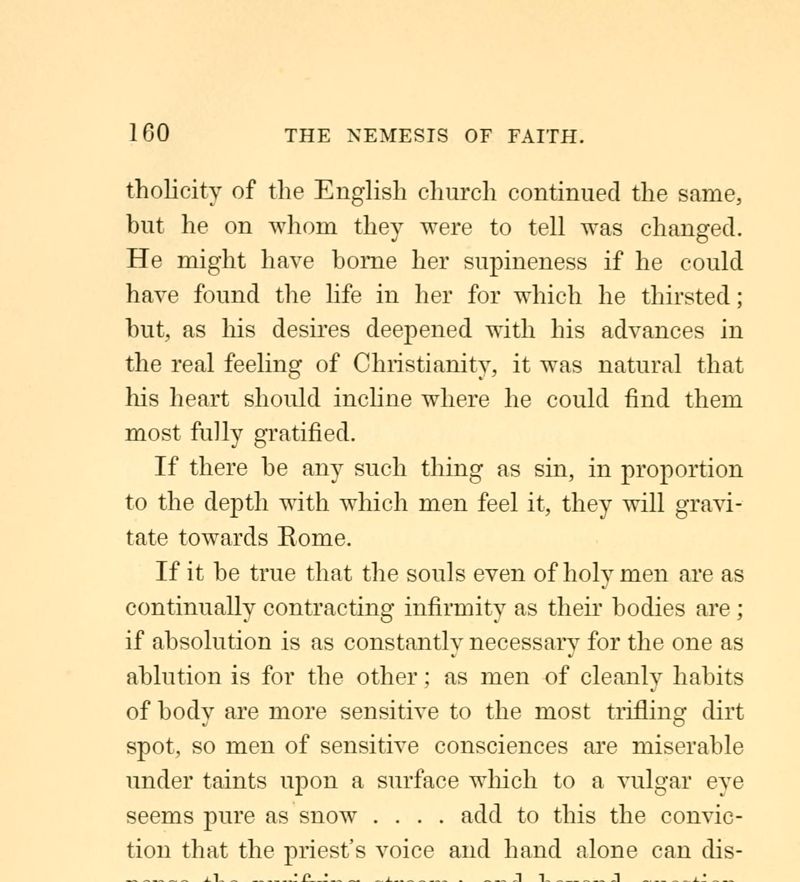 160 THE NEMESIS OF FAITH.
tholicity of the English church continued the same,
but he on whom they were to tell was changed.
He might have borne her supineness if he could
have found the life in her for which he thirsted;
but, as his desires deepened with his advances in
the real feeling of Christianity, it was natural that
his heart should incline where he could find them
most fully gratified.
If there be any such thing as sin, in proportion
to the depth with which men feel it, they will gravi-
tate towards Rome.
If it be true that the souls even of holy men are as
continually contracting infirmity as their bodies are;
if absolution is as constantly necessary for the one as
ablution is for the other; as men of cleanly habits
of body are more sensitive to the most trifling dirt
spot, so men of sensitive consciences are miserable
under taints upon a surface which to a vulgar eye
seems pure as snow . . . . add to this the convic-
tion that the priest's voice and hand alone can dis-